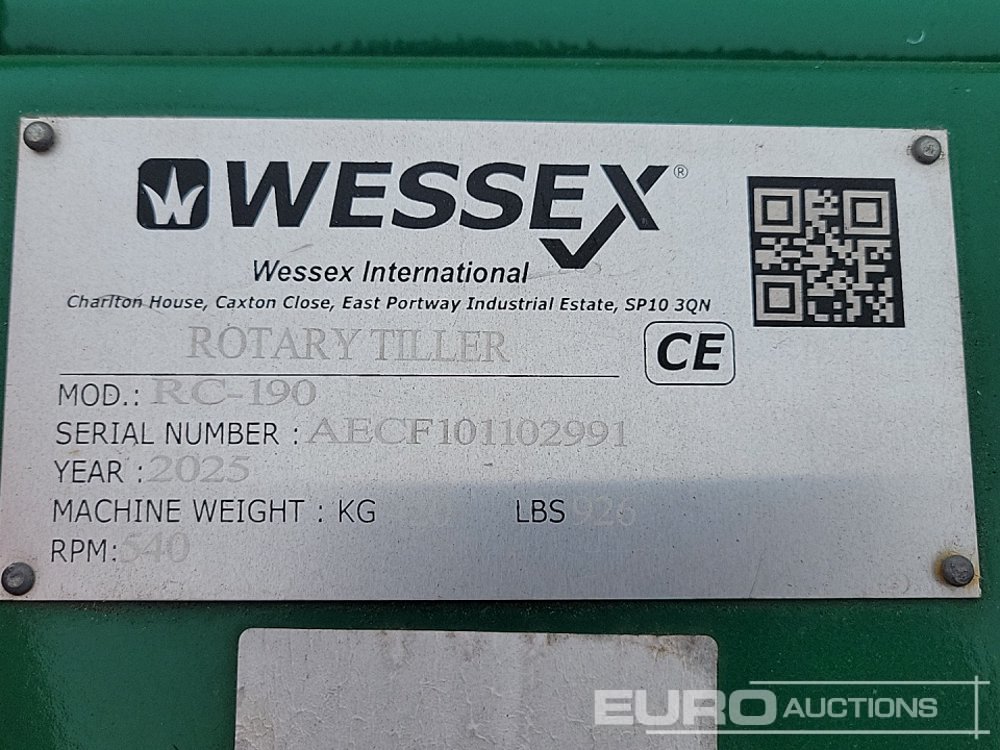 WESSEX®
Wessex International
Charlton House, Caxton Close, East Portway Industrial Estate, SP10 3QN
ROTARY TILLER
CE
MOD.: RC-190
SERIAL NUMBER : AECF101102991
YEAR : 2025
MACHINE WEIGHT : KG LBS 926
RPM: 540
EURO AUCTIONS